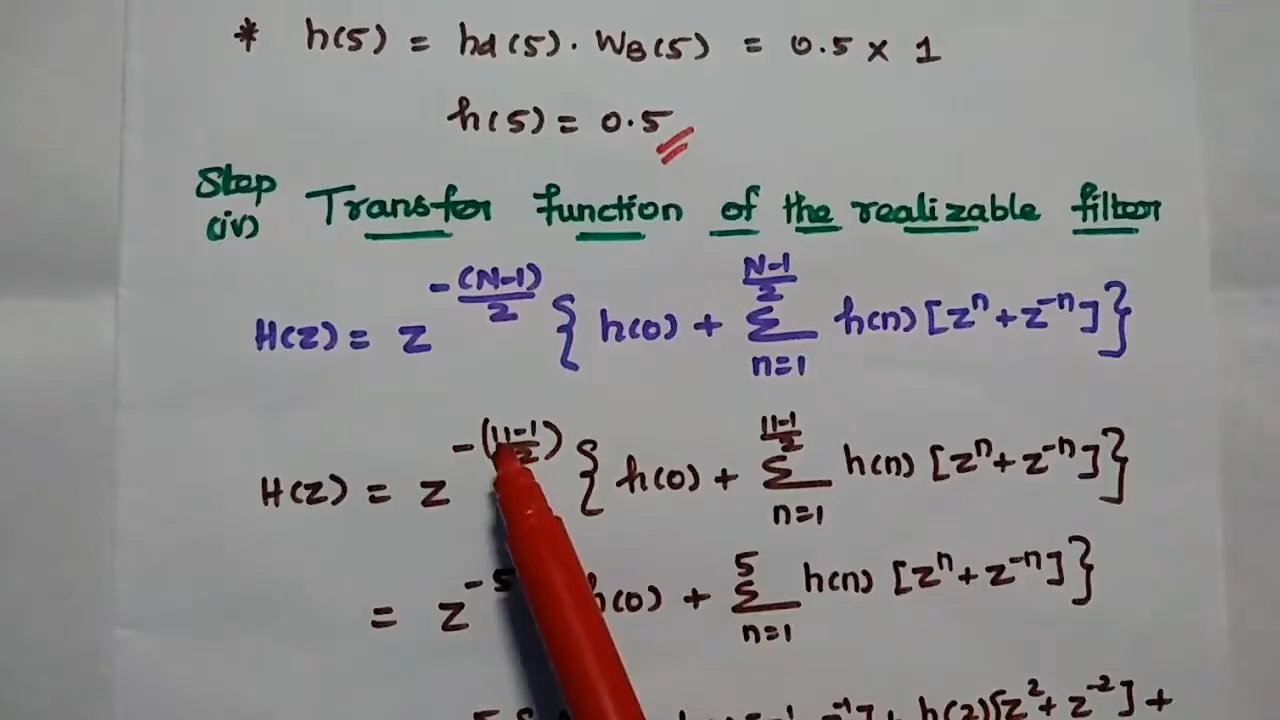 * h(5) = hd(5). WB(5) = 0.5 x 1
h(5) = 0.5
Step (iv) Transfer function of the realizable filter
H(z) = z^-(N-1)/2 { h(0) + Σ_{n=1}^{N-1/2} h(n) [z^n + z^-n] }
H(z) = z^-(11-1/2) { h(0) + Σ_{n=1}^{11-1/2} h(n) [z^n + z^-n] }
= z^-5 h(0) + Σ_{n=1}^{5} h(n) [z^n + z^-n] }
z^-1] + h(2)[z^2 + z^-2] +